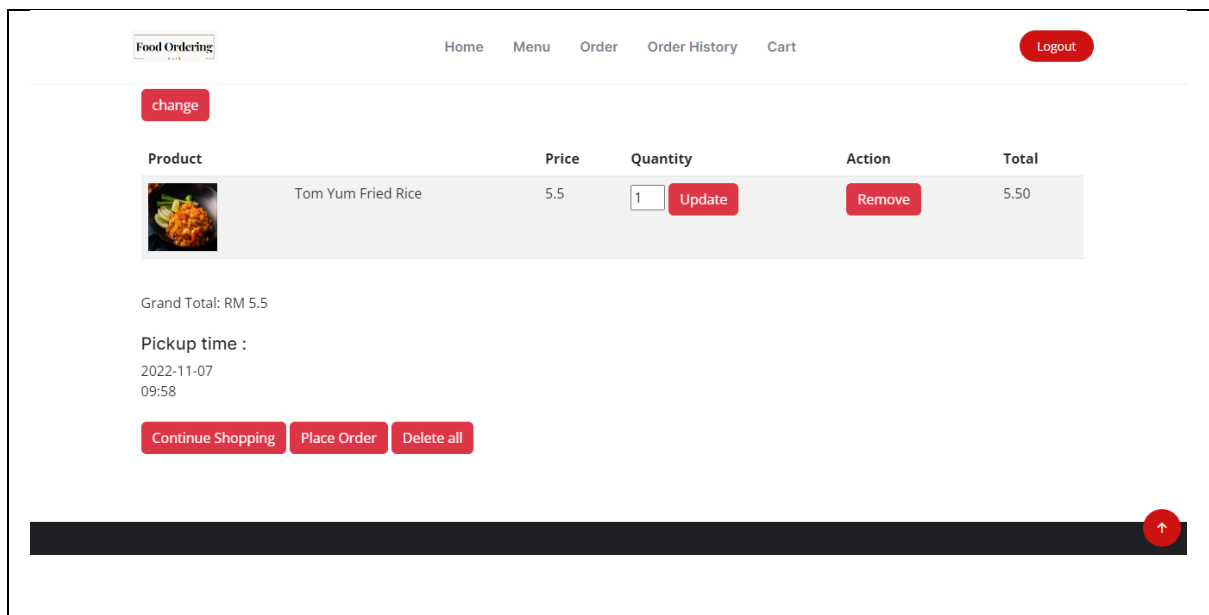 Food Ordering
Home Menu Order Order History Cart
Logout
change
Product Price Quantity Action Total
Tom Yum Fried Rice 5.5 1 Update Remove 5.50
Grand Total: RM 5.5
Pickup time :
2022-11-07
09:58
Continue Shopping Place Order Delete all